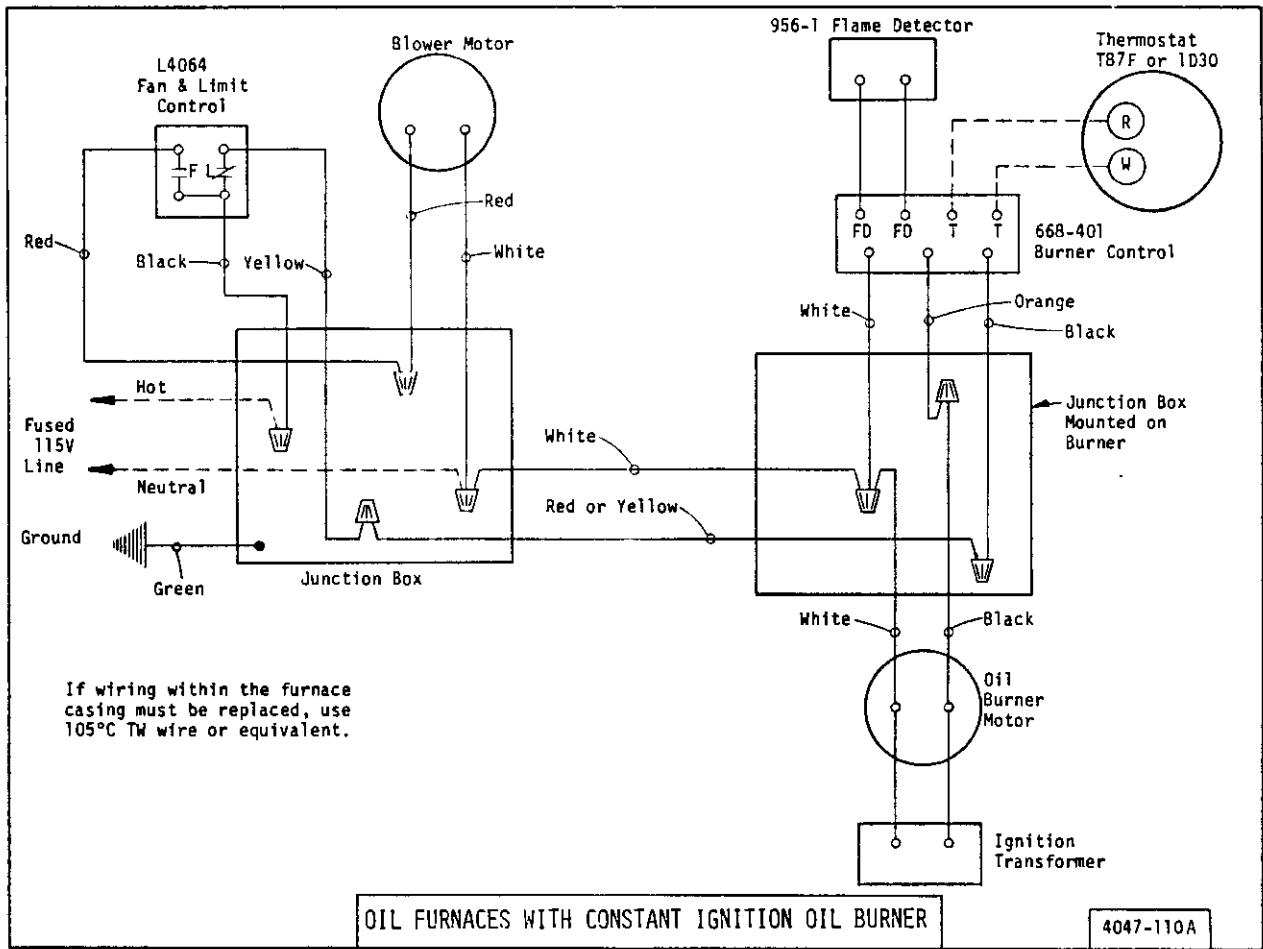 956-1 Flame Detector
Blower Motor
Thermostat
T87F or 1D30
L4064
Fan & Limit
Control
R
W
F L
Red
FD FD T T
668-401
Burner Control
Red
White
Black
Yellow
White
Orange
Black
Hot
Fused
115V
Line
Junction Box
Mounted on
Burner
White
Neutral
Red or Yellow
Ground
Green
Junction Box
White
Black
Oil
Burner
Motor
If wiring within the furnace
casing must be replaced, use
105°C TW wire or equivalent.
Ignition
Transformer
OIL FURNACES WITH CONSTANT IGNITION OIL BURNER
4047-110A